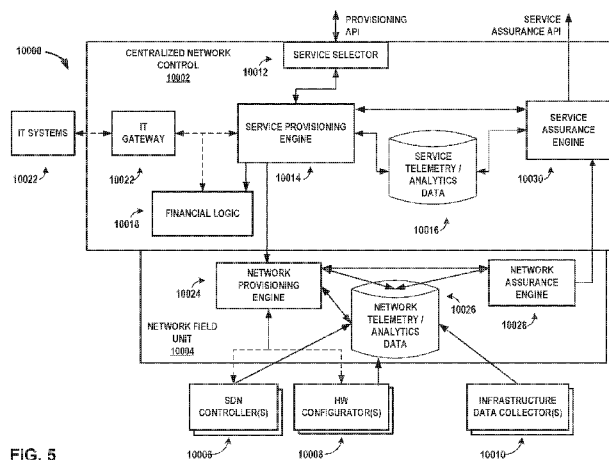 PROVISIONING
API
SERVICE
ASSURANCE API
10000
CENTRALIZED NETWORK
CONTROL
10002
10012
SERVICE SELECTOR
IT SYSTEMS
10022
IT
GATEWAY
10022
SERVICE PROVISIONING
ENGINE
10014
SERVICE
TELEMETRY /
ANALYTICS
DATA
10016
SERVICE
ASSURANCE
ENGINE
10030
10018
FINANCIAL LOGIC
10024
NETWORK
PROVISIONING
ENGINE
NETWORK FIELD
UNIT
10004
NETWORK
TELEMETRY /
ANALYTICS
DATA
10026
NETWORK
ASSURANCE
ENGINE
10028
SDN
CONTROLLER(S)
10006
HW
CONFIGURATOR(S)
10008
INFRASTRUCTURE
DATA COLLECTOR(S)
10010
FIG. 5